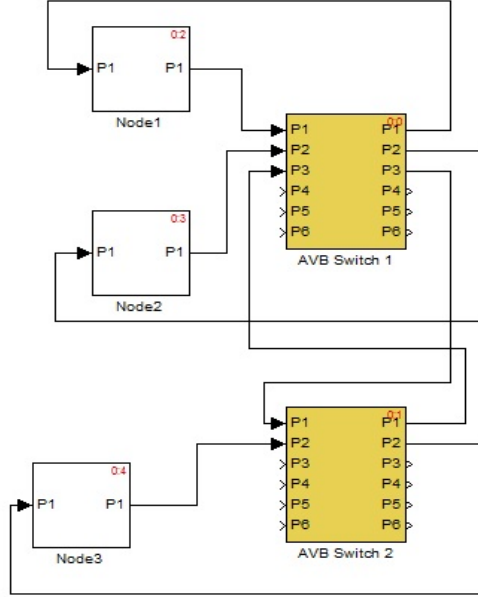 0:2
P1 P1
Node1
0:0
P1 P1
P2 P2
P3 P3
P4 P4
P5 P5
P6 P6
AVB Switch 1
0:3
P1 P1
Node2
0:1
P1 P1
P2 P2
P3 P3
P4 P4
P5 P5
P6 P6
AVB Switch 2
0:4
P1 P1
Node3